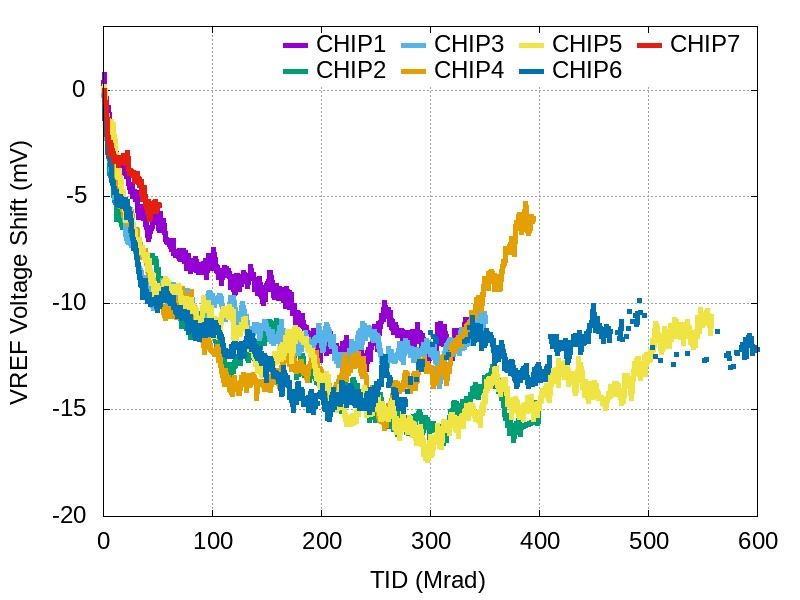 CHIP1 CHIP3 CHIP5 CHIP7
CHIP2 CHIP4 CHIP6
0
-5
-10
-15
-20
VREF Voltage Shift (mV)
0 100 200 300 400 500 600
TID (Mrad)